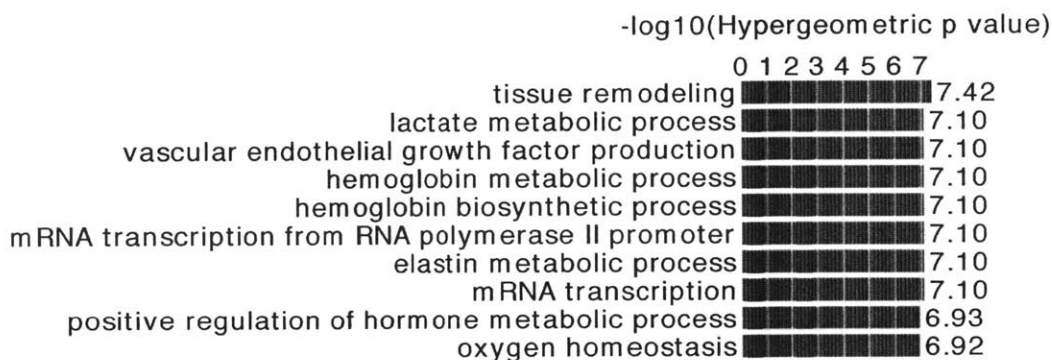 -log10(Hypergeometric p value)
0 1 2 3 4 5 6 7
tissue remodeling 7.42
lactate metabolic process 7.10
vascular endothelial growth factor production 7.10
hemoglobin metabolic process 7.10
hemoglobin biosynthetic process 7.10
mRNA transcription from RNA polymerase II promoter 7.10
elastin metabolic process 7.10
mRNA transcription 7.10
positive regulation of hormone metabolic process 6.93
oxygen homeostasis 6.92